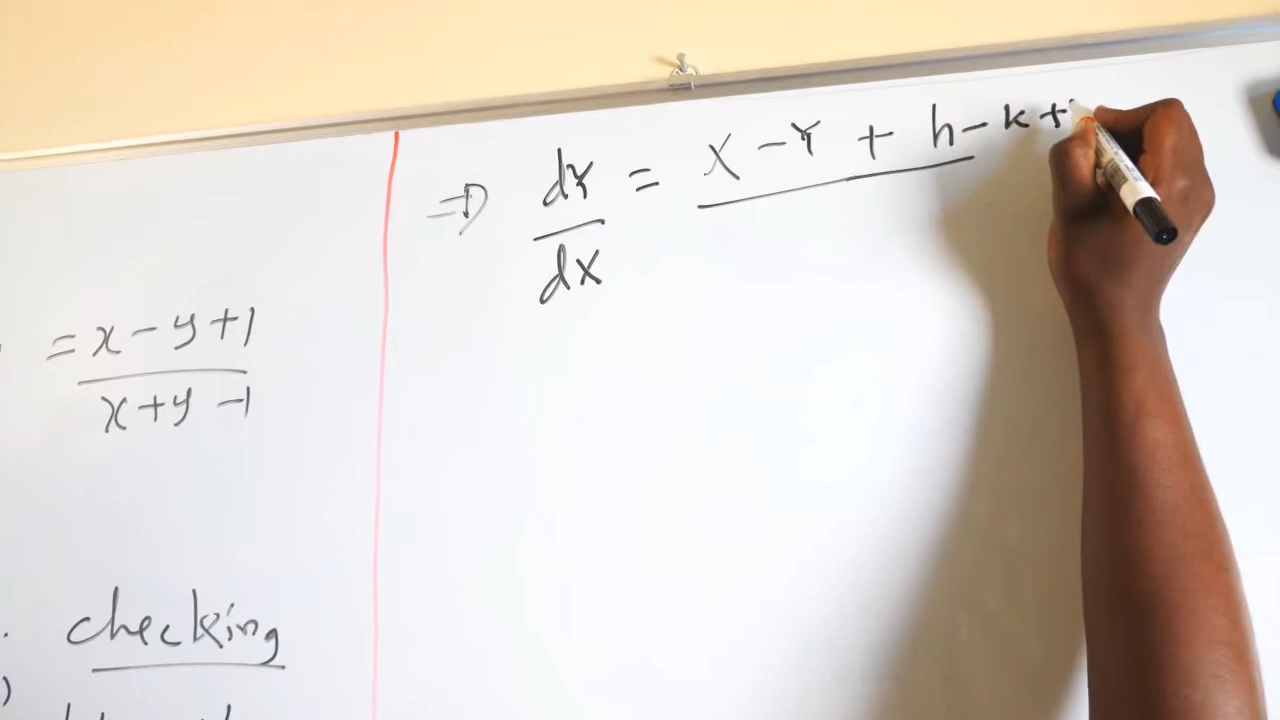 = x - y + 1
x + y - 1
checking
)
⇒ dY = X - Y + h - k +
dX